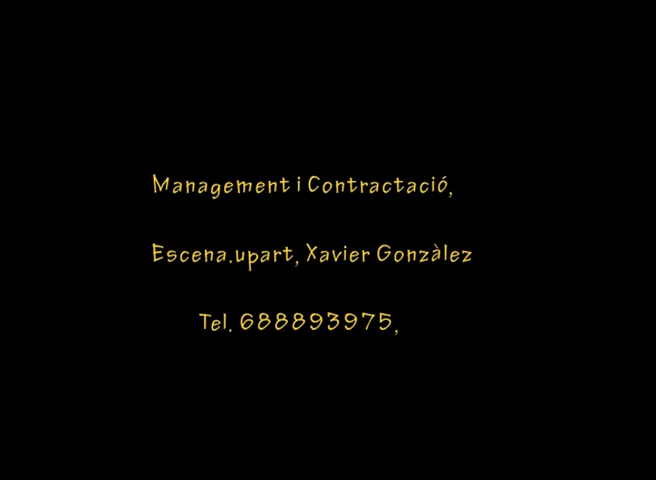 Management i Contractació,
Escena.upart, Xavier Gonzàlez
Tel. 688893975,